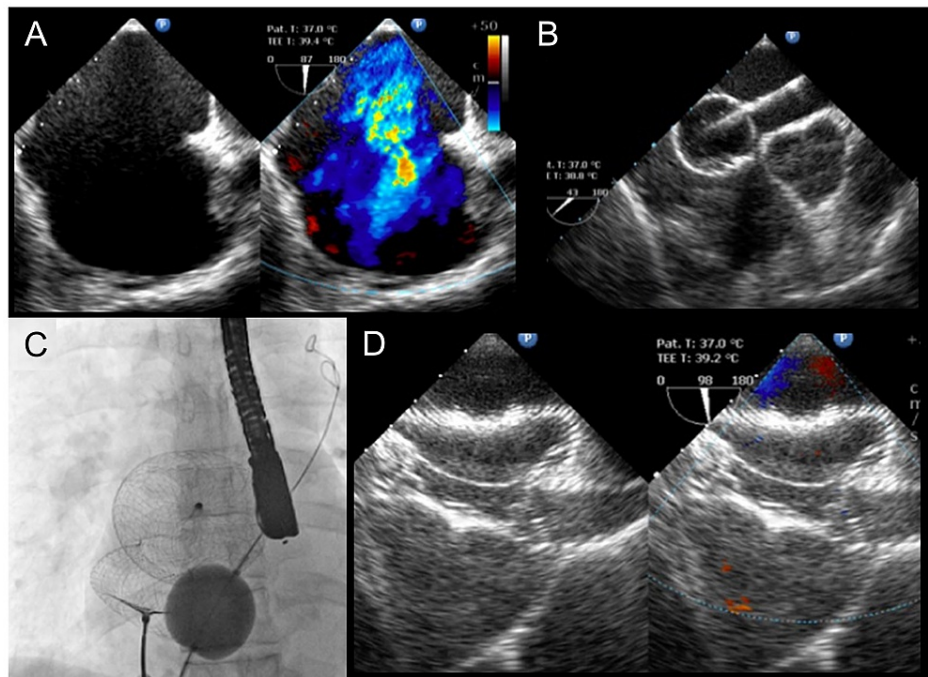 A
P
Pat. T: 37.0 °C
TEE T: 39.4 °C
0 87 180
P
+50
c
m
B
P
t. T: 37.0 °C
E T: 38.8 °C
43 180
C
D
P
Pat. T: 37.0 °C
TEE T: 39.2 °C
0 98 180
P
+.
c
m
/
s